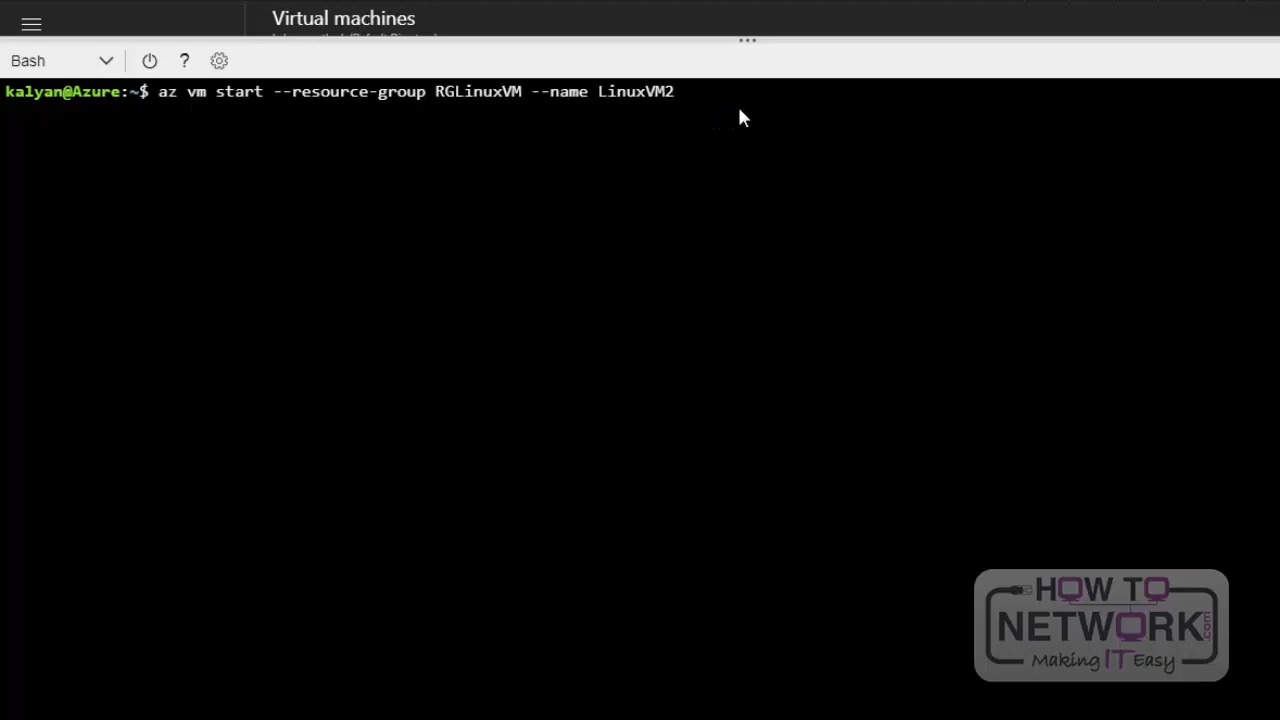 Virtual machines
Bash
?
kalyan@Azure:~$ az vm start --resource-group RGLinuxVM --name LinuxVM2
HOW TO
NETWORK.com
Making IT Easy